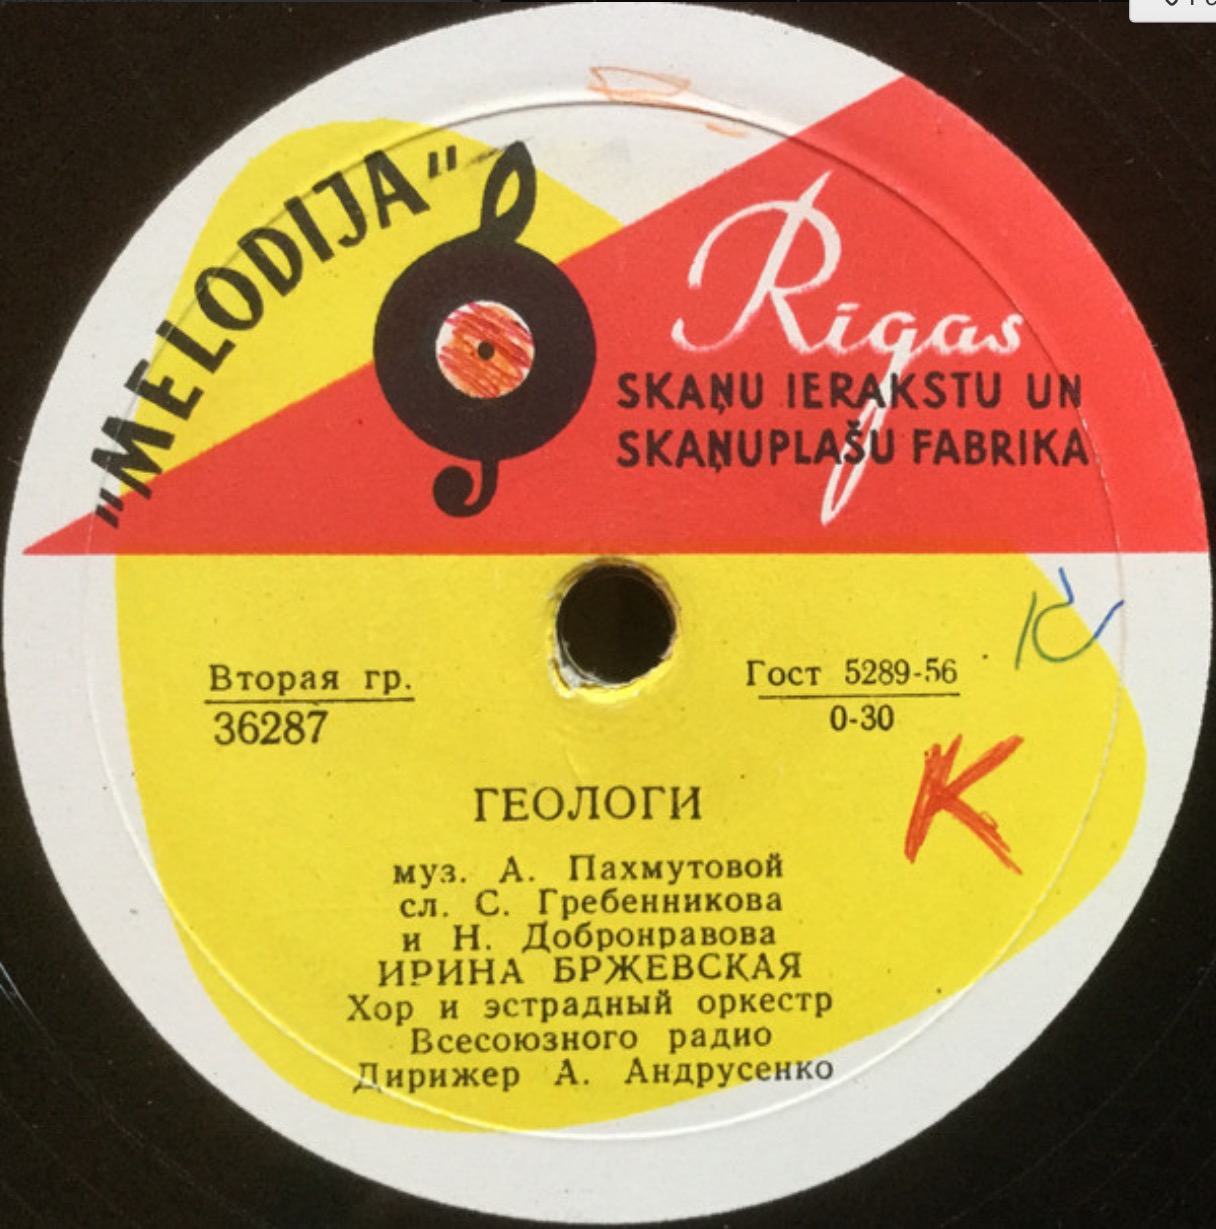 „MELODIJA"
Rīgas
SKAŅU IERAKSTU UN
SKAŅUPLAŠU FABRIKA
Вторая гр.
36287
Гост 5289-56
0-30
К
ГЕОЛОГИ
муз. А. Пахмутовой
сл. С. Гребенникова
и Н. Добронравова
ИРИНА БРЖЕВСКАЯ
Хор и эстрадный оркестр
Всесоюзного радио
Дирижер А. Андрусенко